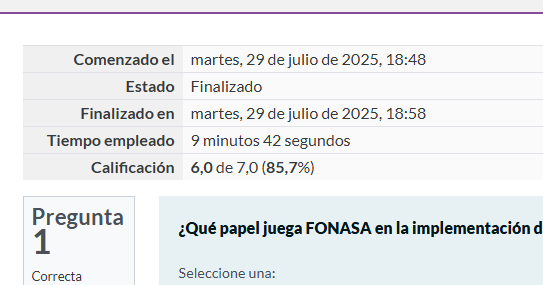 Comenzado el martes, 29 de julio de 2025, 18:48
Estado Finalizado
Finalizado en martes, 29 de julio de 2025, 18:58
Tiempo empleado 9 minutos 42 segundos
Calificación 6,0 de 7,0 (85,7%)
Pregunta
1
Correcta
¿Qué papel juega FONASA en la implementación d
Seleccione una: